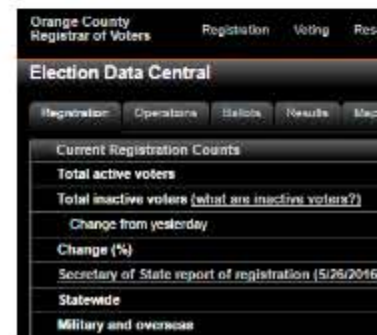 Orange County
Registrar of Voters
Registration Voting Res
Election Data Central
Registration Operations Ballots Results Map
Current Registration Counts
Total active voters
Total inactive voters (what are inactive voters?)
Change from yesterday
Change (%)
Secretary of State report of registration (5/26/2016
Statewide
Military and overseas